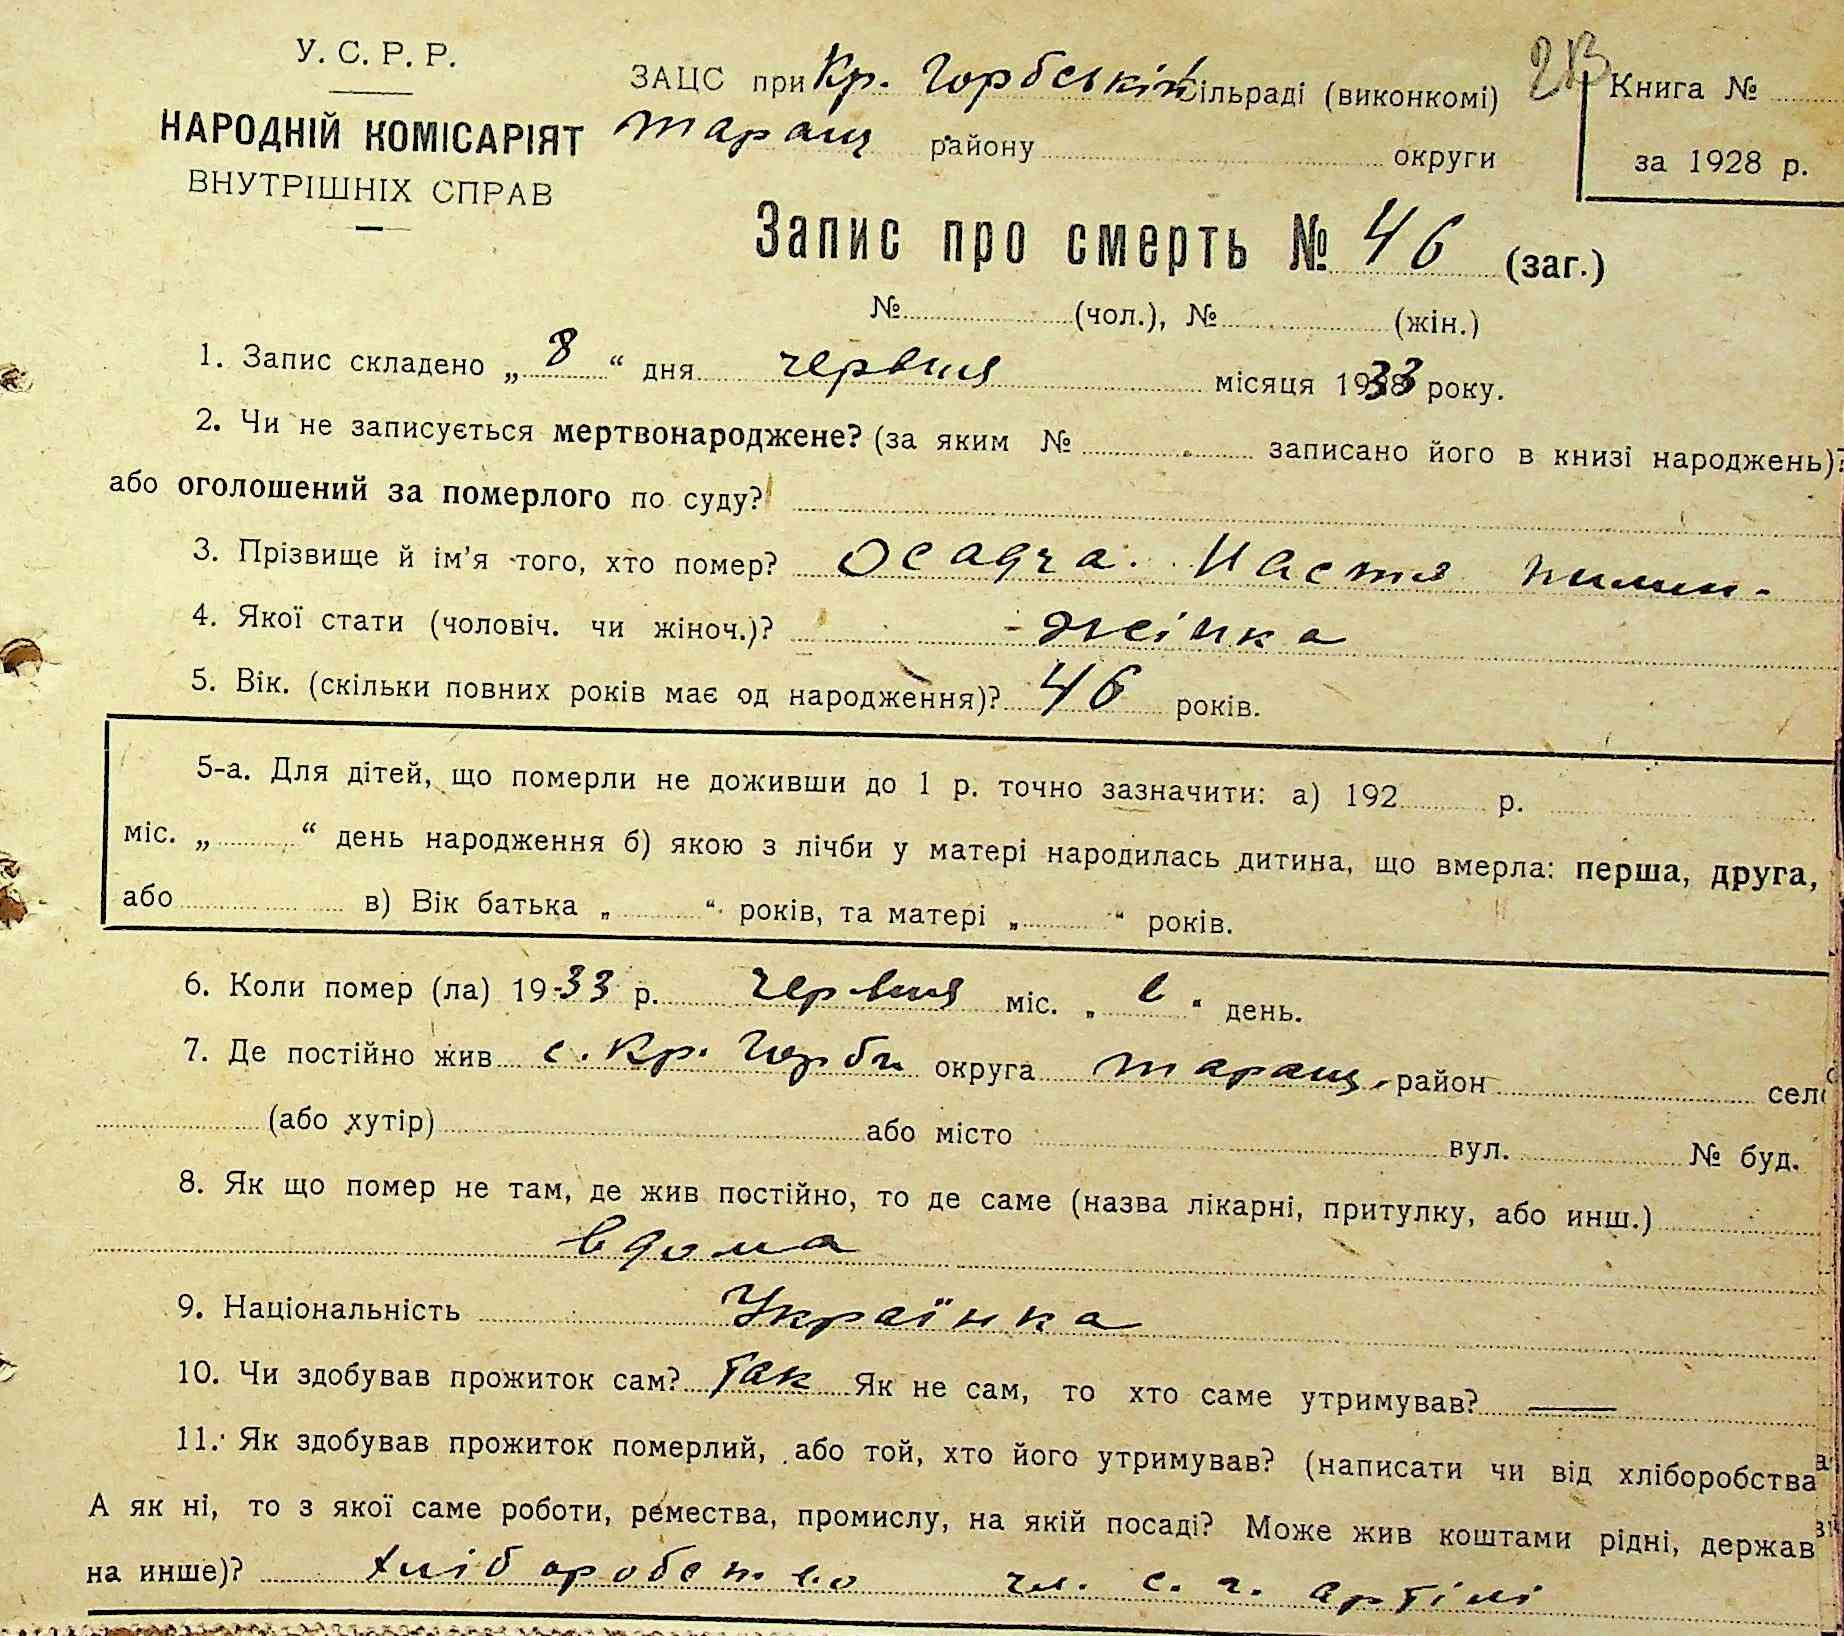 У. С. Р. Р.
НАРОДНІЙ КОМІСАРІЯТ
ВНУТРІШНІХ СПРАВ
ЗАЦС при Кр. Горбській сільраді (виконкомі)
Таращ району округи
Книга №
за 1928 р.
Запис про смерть № 46 (заг.)
№ (чол.), № (жін.)
1. Запис складено „ 8 “ дня червня місяця 1933 року.
2. Чи не записується мертвонароджене? (за яким № записано його в книзі народжень)?
або оголошений за померлого по суду?
3. Прізвище й ім’я того, хто помер? Осадча Настя
4. Якої стати (чоловіч. чи жіноч.)? жінка
5. Вік. (скільки повних років має од народження)? 46 років.
5-а. Для дітей, що померли не доживши до 1 р. точно зазначити: а) 192 р.
міс. „ “ день народження б) якою з лічби у матері народилась дитина, що вмерла: перша, друга,
або в) Вік батька „ “ років, та матері „ “ років.
6. Коли помер (ла) 1933 р. червня міс. „ “ день.
7. Де постійно жив с. Кр. Горби округа Таращ. район село
(або хутір) або місто вул. № буд.
8. Як що помер не там, де жив постійно, то де саме (назва лікарні, притулку, або инш.)
вдома
9. Національність Українка
10. Чи здобував прожиток сам? Так Як не сам, то хто саме утримував? —
11. Як здобував прожиток померлий, або той, хто його утримував? (написати чи від хліборобства
А як ні, то з якої саме роботи, ремества, промислу, на якій посаді? Може жив коштами рідні, держав
на инше)? хліборобство чл. с. г. артілі